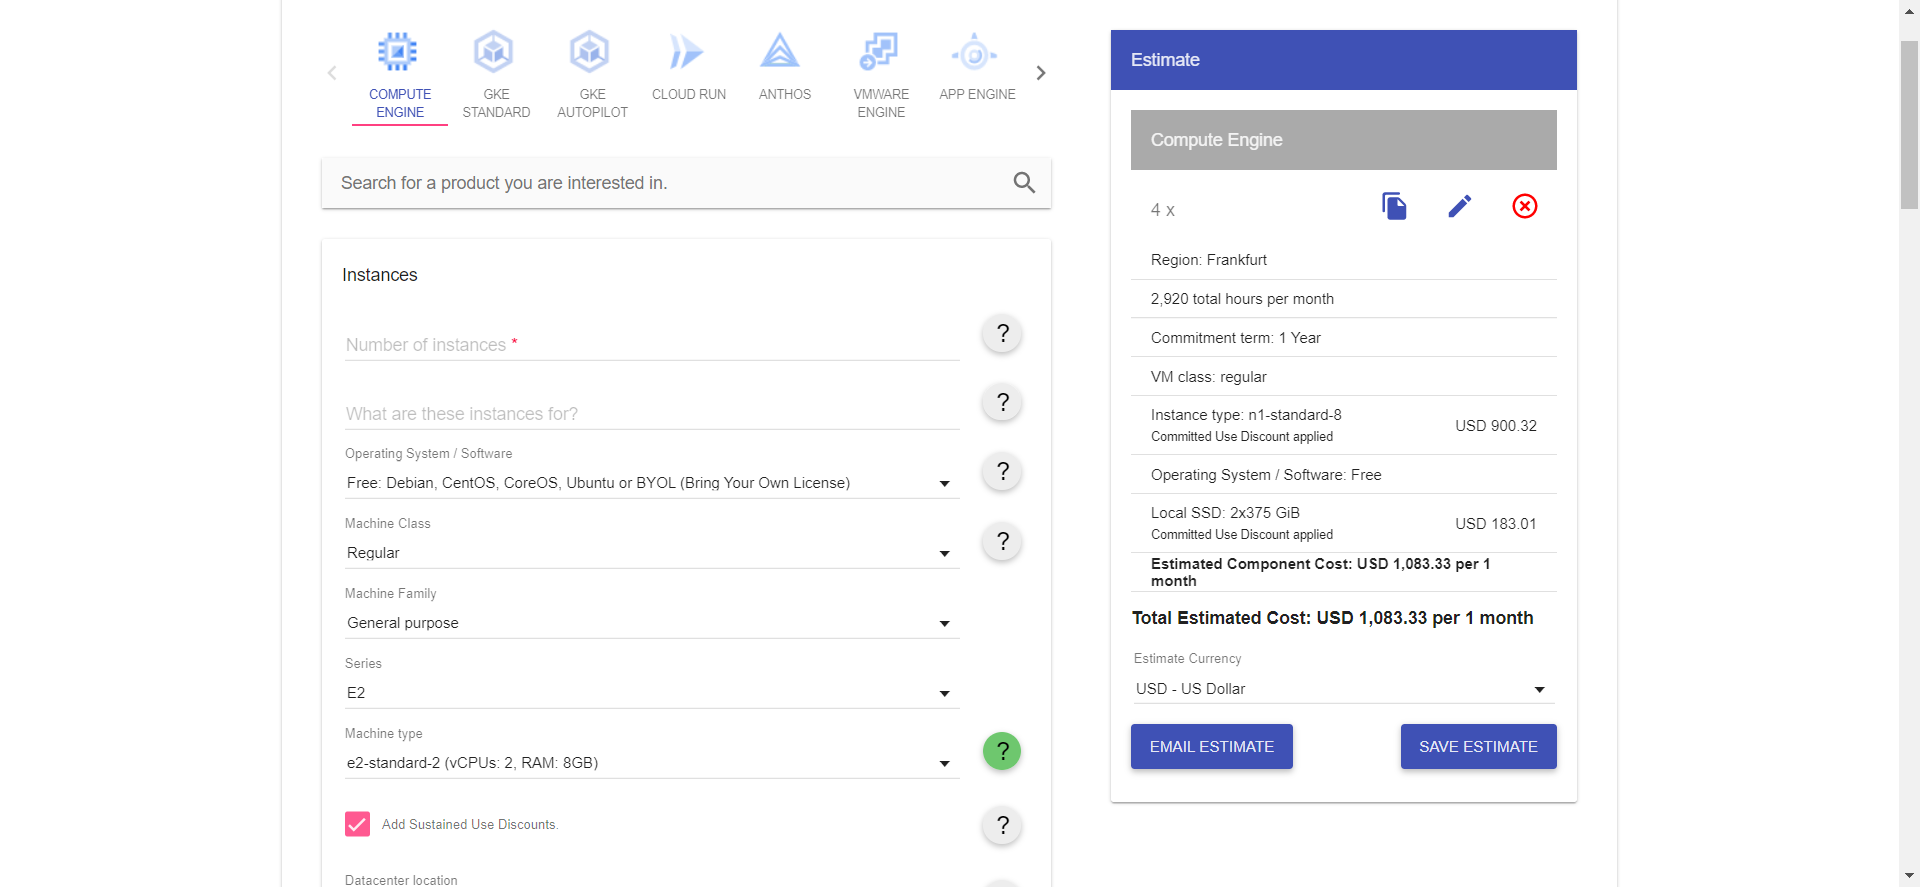 COMPUTE
ENGINE
GKE
STANDARD
GKE
AUTOPILOT
CLOUD RUN
ANTHOS
VMWARE
ENGINE
APP ENGINE
Search for a product you are interested in.
Instances
Number of instances *
?
What are these instances for?
?
Operating System / Software
Free: Debian, CentOS, CoreOS, Ubuntu or BYOL (Bring Your Own License)
?
Machine Class
Regular
?
Machine Family
General purpose
Series
E2
Machine type
e2-standard-2 (vCPUs: 2, RAM: 8GB)
?
Add Sustained Use Discounts.
?
Datacenter location
Estimate
Compute Engine
4 x
Region: Frankfurt
2,920 total hours per month
Commitment term: 1 Year
VM class: regular
Instance type: n1-standard-8
Committed Use Discount applied
USD 900.32
Operating System / Software: Free
Local SSD: 2x375 GiB
Committed Use Discount applied
USD 183.01
Estimated Component Cost: USD 1,083.33 per 1
month
Total Estimated Cost: USD 1,083.33 per 1 month
Estimate Currency
USD - US Dollar
EMAIL ESTIMATE
SAVE ESTIMATE